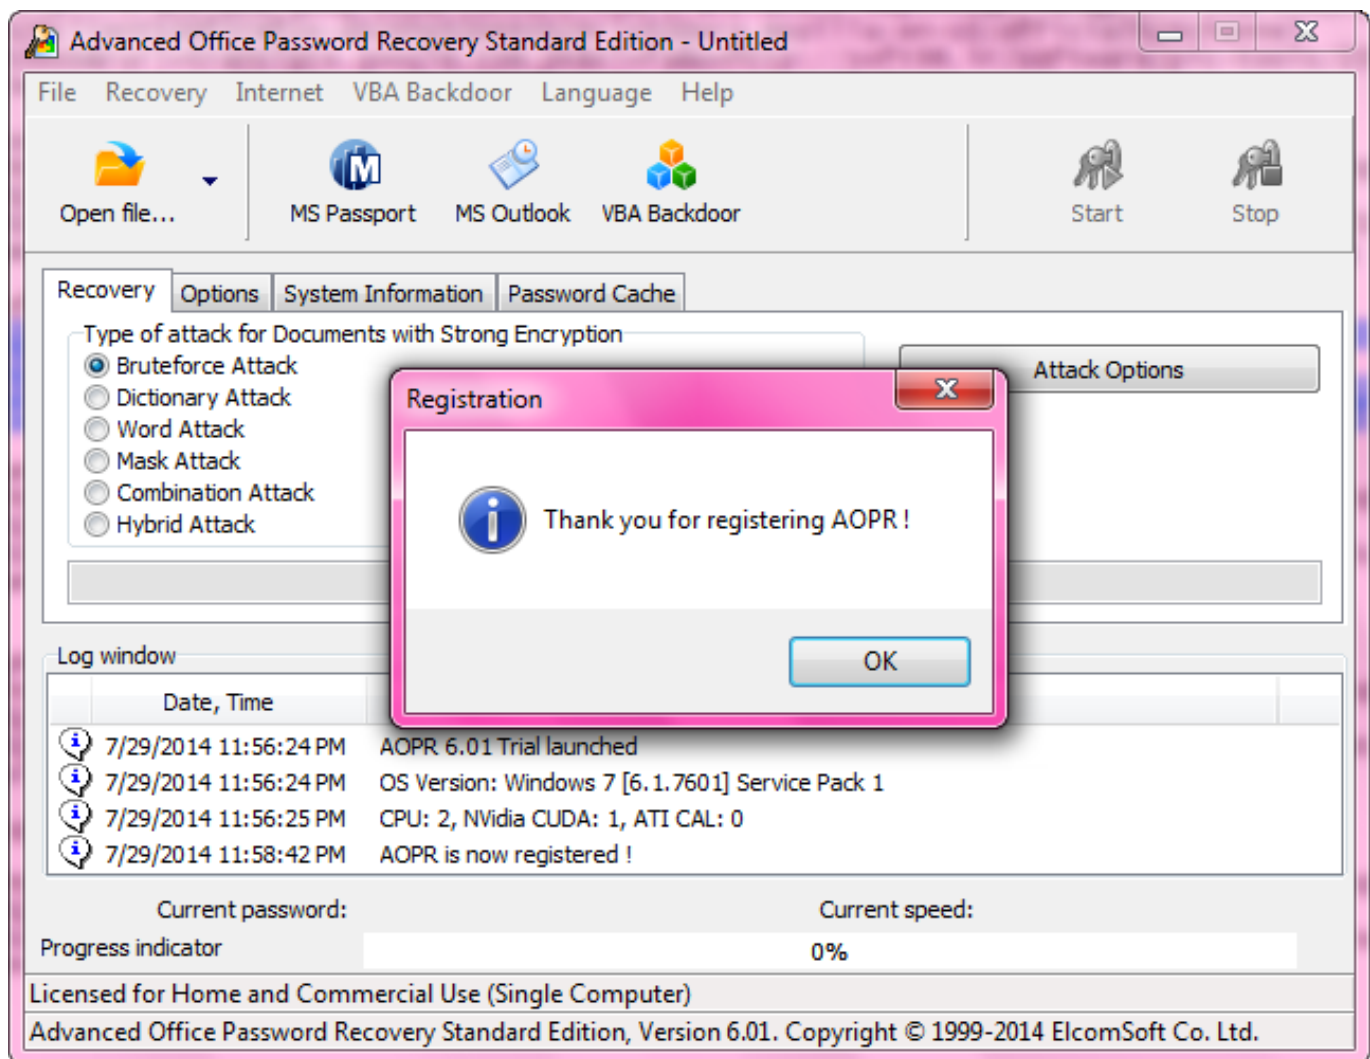 Advanced Office Password Recovery Standard Edition - Untitled
File Recovery Internet VBA Backdoor Language Help
Open file...
MS Passport
MS Outlook
VBA Backdoor
Start
Stop
Recovery
Options
System Information
Password Cache
Type of attack for Documents with Strong Encryption
Bruteforce Attack
Dictionary Attack
Word Attack
Mask Attack
Combination Attack
Hybrid Attack
Attack Options
Registration
Thank you for registering AOPR !
OK
Log window
Date, Time
7/29/2014 11:56:24 PM AOPR 6.01 Trial launched
7/29/2014 11:56:24 PM OS Version: Windows 7 [6.1.7601] Service Pack 1
7/29/2014 11:56:25 PM CPU: 2, NVidia CUDA: 1, ATI CAL: 0
7/29/2014 11:58:42 PM AOPR is now registered !
Current password:
Current speed:
Progress indicator
0%
Licensed for Home and Commercial Use (Single Computer)
Advanced Office Password Recovery Standard Edition, Version 6.01. Copyright © 1999-2014 ElcomSoft Co. Ltd.